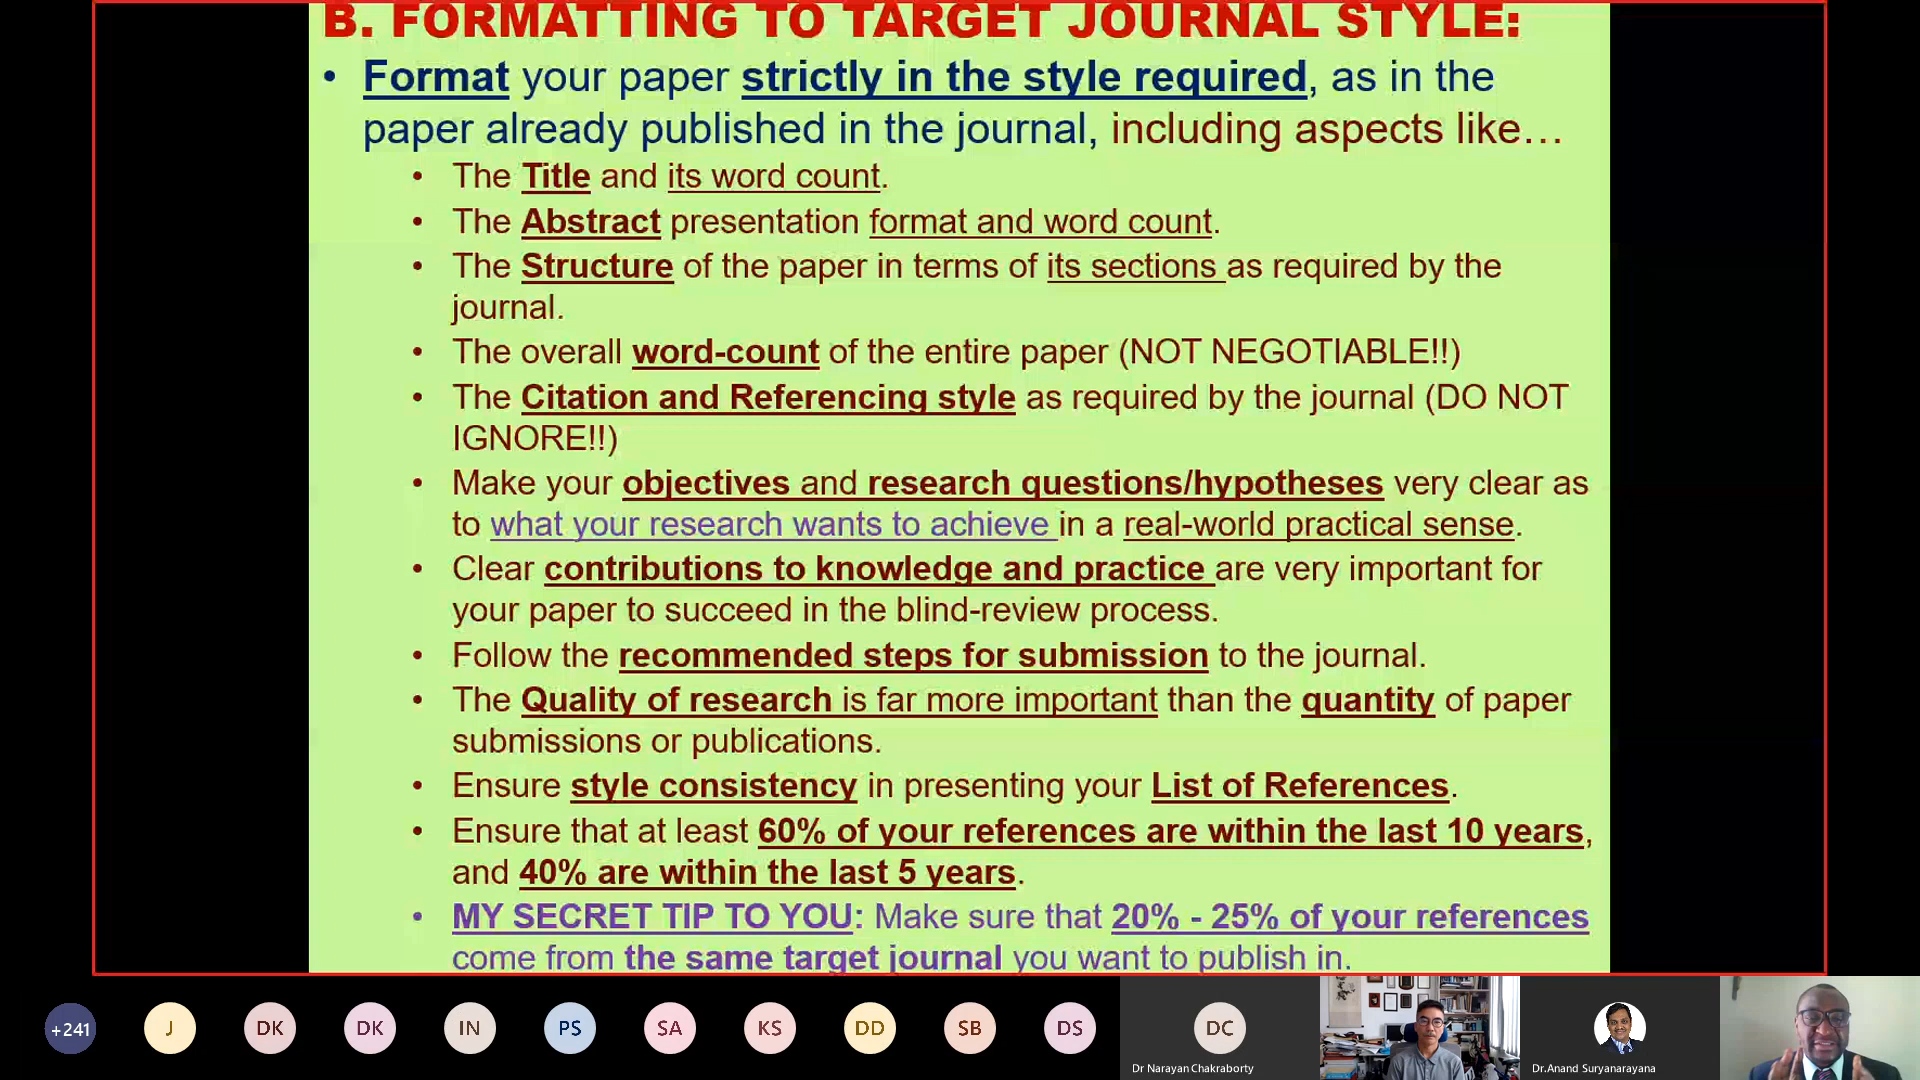 B. FORMATTING TO TARGET JOURNAL STYLE:
• Format your paper strictly in the style required, as in the
paper already published in the journal, including aspects like…
• The Title and its word count.
• The Abstract presentation format and word count.
• The Structure of the paper in terms of its sections as required by the
journal.
• The overall word-count of the entire paper (NOT NEGOTIABLE!!)
• The Citation and Referencing style as required by the journal (DO NOT
IGNORE!!)
• Make your objectives and research questions/hypotheses very clear as
to what your research wants to achieve in a real-world practical sense.
• Clear contributions to knowledge and practice are very important for
your paper to succeed in the blind-review process.
• Follow the recommended steps for submission to the journal.
• The Quality of research is far more important than the quantity of paper
submissions or publications.
• Ensure style consistency in presenting your List of References.
• Ensure that at least 60% of your references are within the last 10 years,
and 40% are within the last 5 years.
• MY SECRET TIP TO YOU: Make sure that 20% - 25% of your references
come from the same target journal you want to publish in.
+241 J DK DK IN PS SA KS DD SB DS DC
Dr Narayan Chakraborty Dr.Anand Suryanarayana